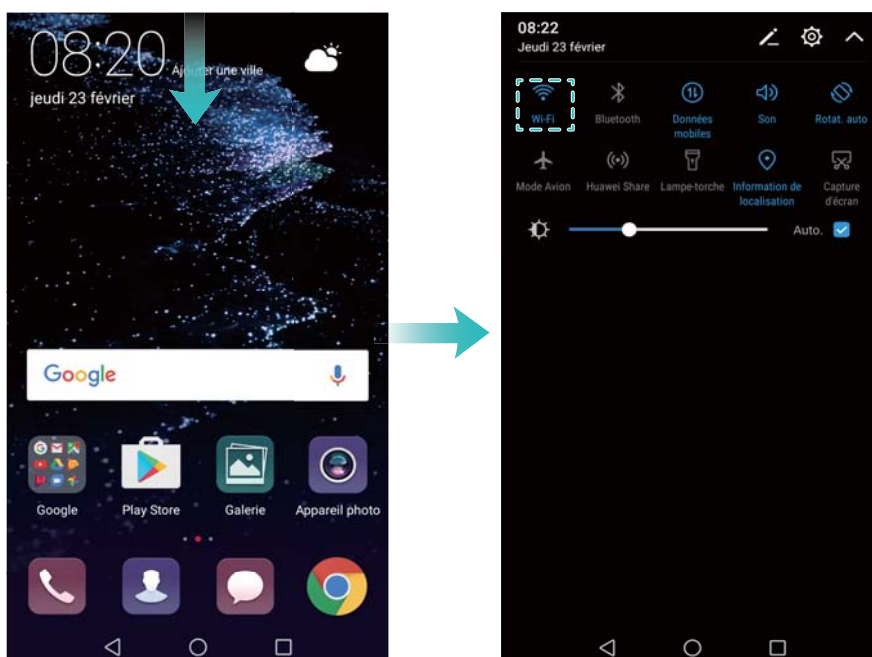 08:20
Ajouter une ville
jeudi 23 février
Google
Google
Play Store
Galerie
Appareil photo
08:22
Jeudi 23 février
Wi-Fi
Bluetooth
Données
mobiles
Son
Rotat. auto
Mode Avion
Huawei Share
Lampe-torche
Information de
localisation
Capture
d'écran
Auto.